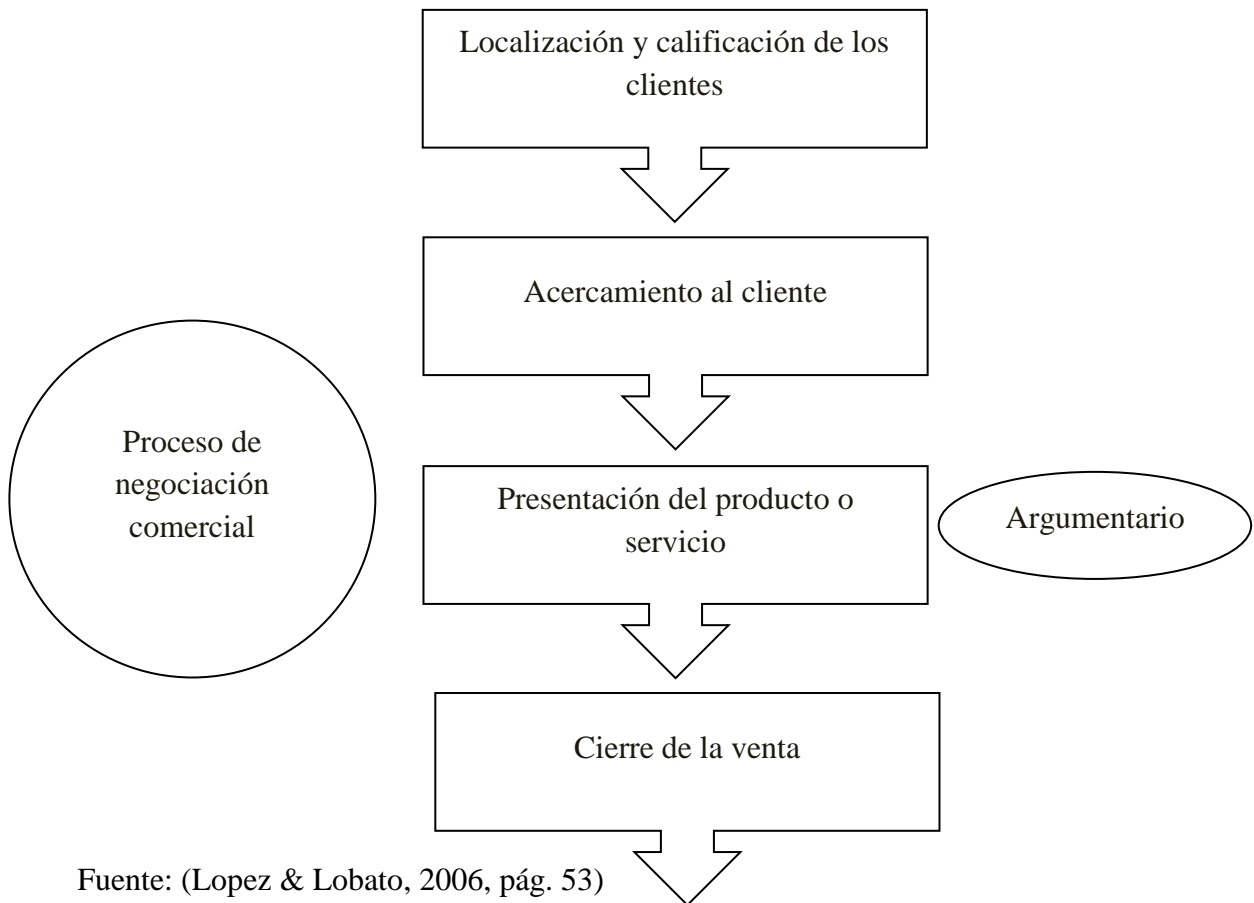 Localización y calificación de los
clientes
Acercamiento al cliente
Proceso de
negociación
comercial
Presentación del producto o
servicio
Argumentario
Cierre de la venta
Fuente: (Lopez & Lobato, 2006, pág. 53)